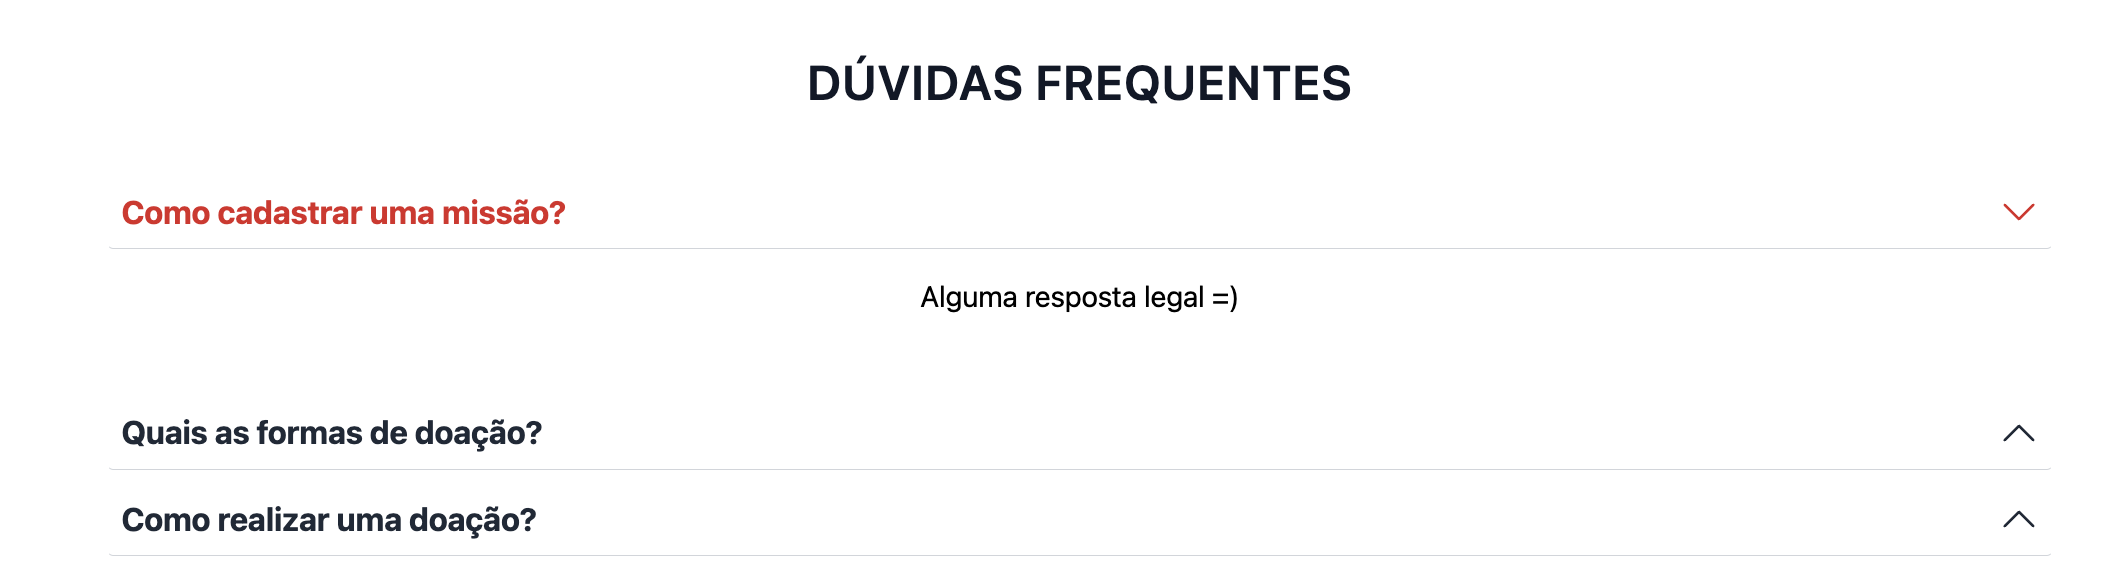 DÚVIDAS FREQUENTES
Como cadastrar uma missão?
Alguma resposta legal =)
Quais as formas de doação?
Como realizar uma doação?